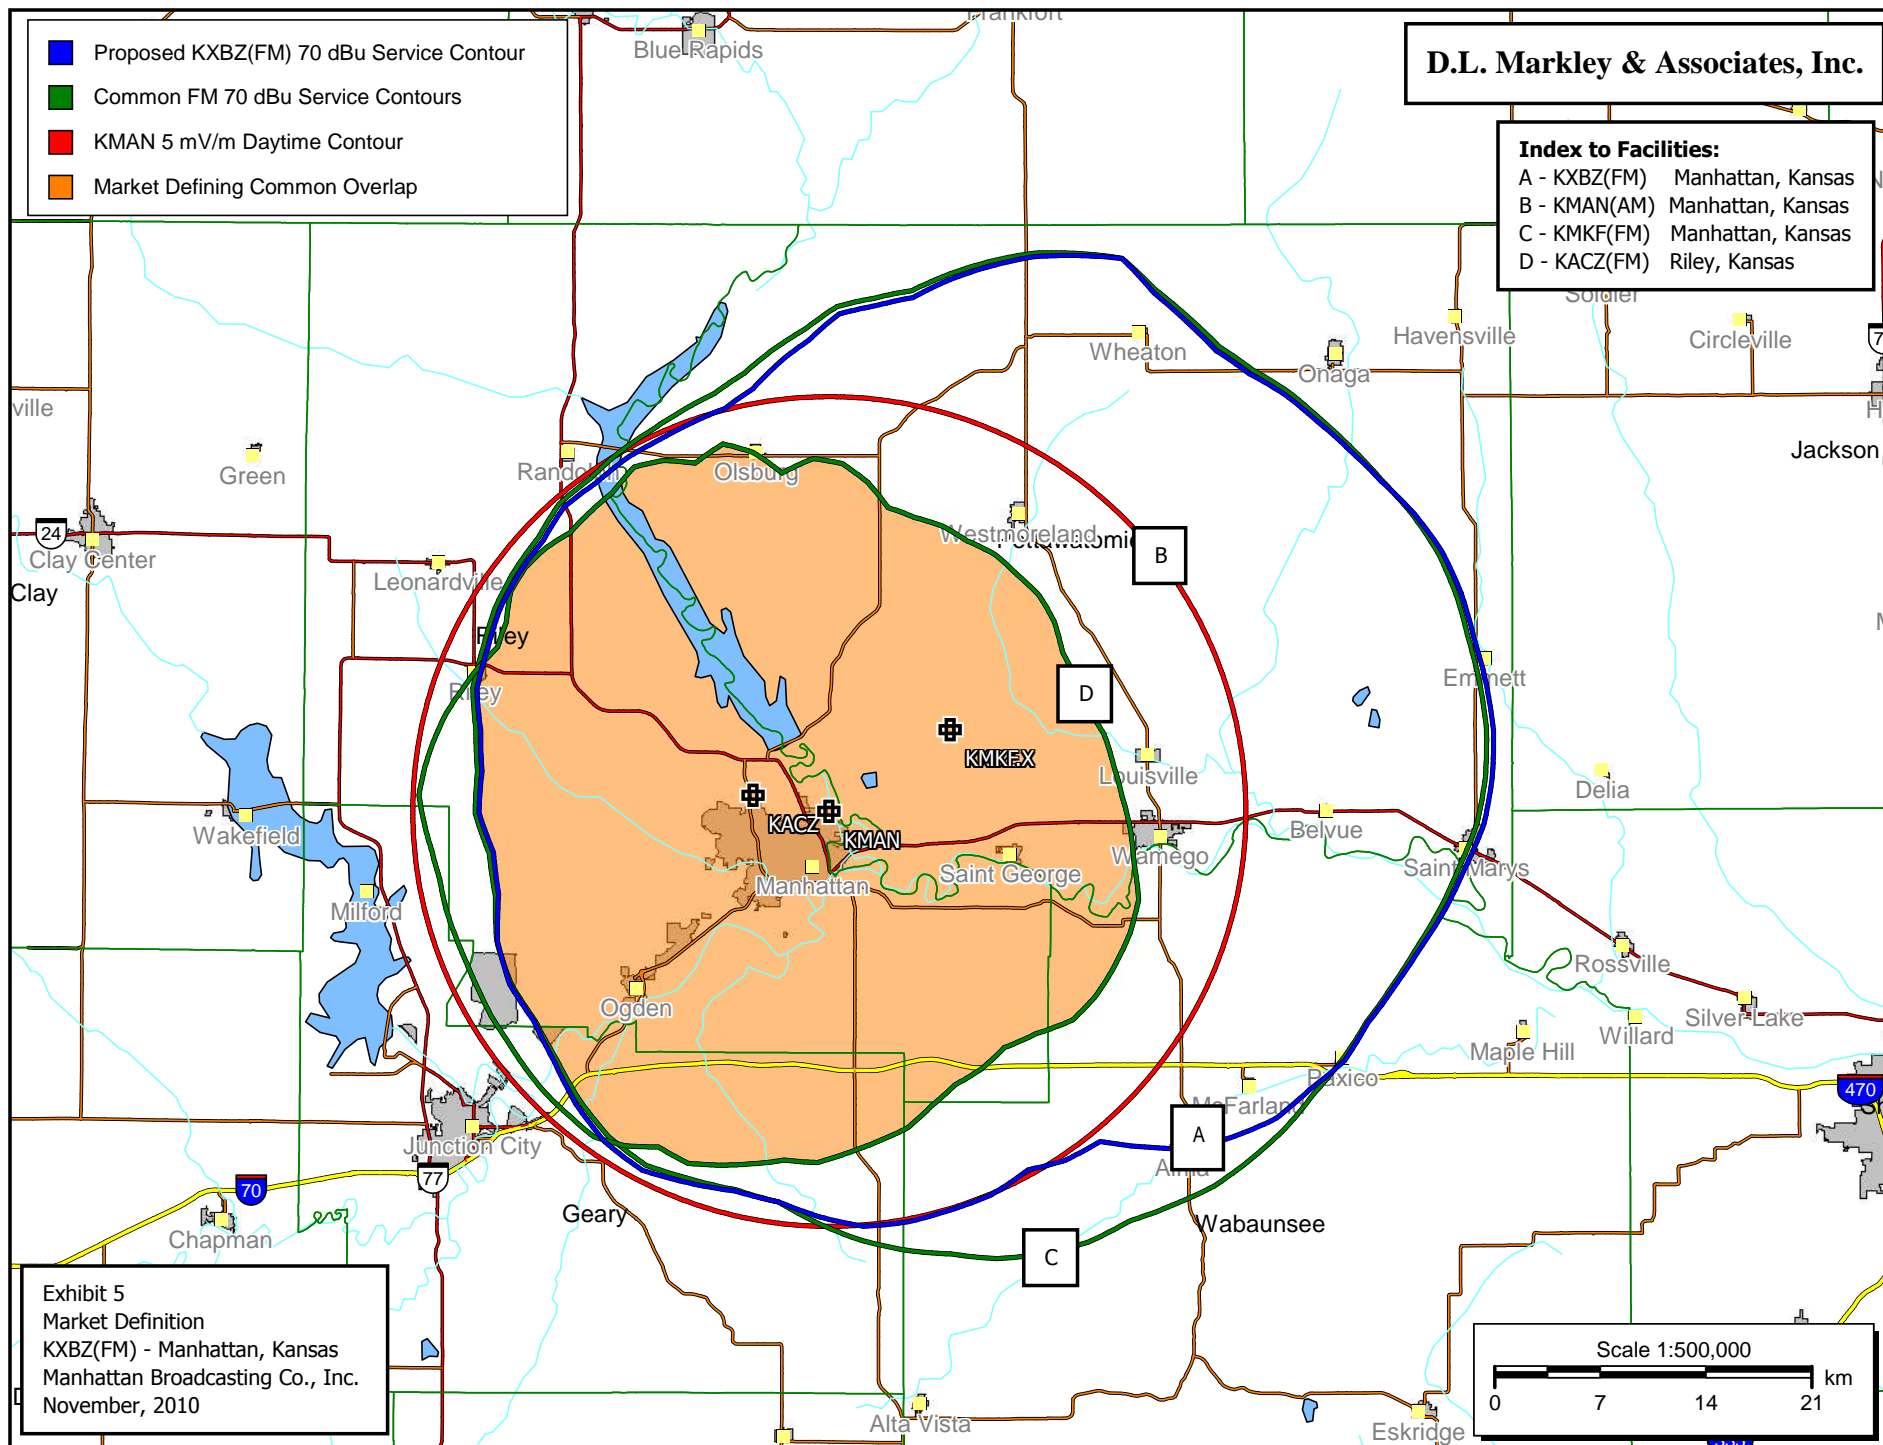 Frankfort
Blue Rapids
Proposed KXBZ(FM) 70 dBu Service Contour
Common FM 70 dBu Service Contours
KMAN 5 mV/m Daytime Contour
Market Defining Common Overlap
D.L. Markley & Associates, Inc.
Index to Facilities:
A - KXBZ(FM) Manhattan, Kansas
B - KMAN(AM) Manhattan, Kansas
C - KMKF(FM) Manhattan, Kansas
D - KACZ(FM) Riley, Kansas
Soldier
Havensville
Circleville
Wheaton
Onaga
ville
Jackson
Green
Randolph
Olsburg
24
Clay Center
Westmoreland
Pottawatomie
B
Leonardville
Clay
Riley
Riley
Emmett
D
KMKF
Louisville
Delia
KACZ
KMAN
Wakefield
Belvue
Wamego
Saint Marys
Manhattan
Saint George
Milford
Rossville
Ogden
Silver Lake
Willard
Maple Hill
Paxico
470
McFarland
A
Alma
Junction City
77
70
Geary
Wabaunsee
Chapman
C
Exhibit 5
Market Definition
KXBZ(FM) - Manhattan, Kansas
Manhattan Broadcasting Co., Inc.
November, 2010
Scale 1:500,000
km
0 7 14 21
Alta Vista
Eskridge